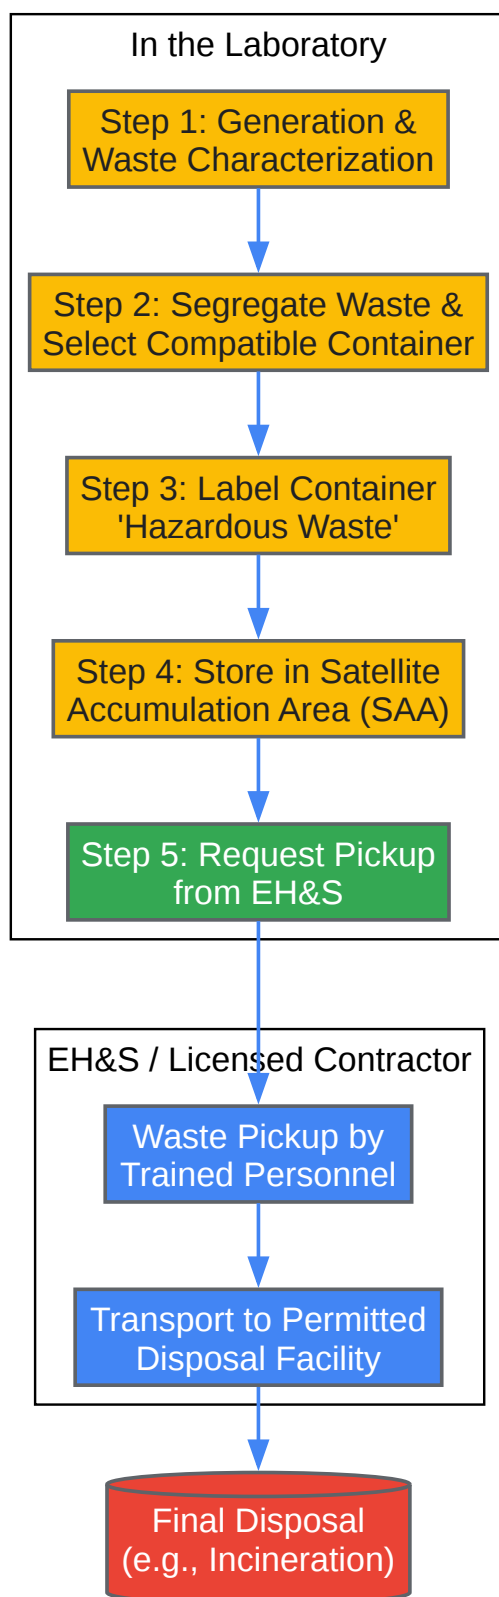 In the Laboratory
Step 1: Generation &
Waste Characterization
Step 2: Segregate Waste &
Select Compatible Container
Step 3: Label Container
'Hazardous Waste'
Step 4: Store in Satellite
Accumulation Area (SAA)
Step 5: Request Pickup
from EH&S
EH&S / Licensed Contractor
Waste Pickup by
Trained Personnel
Transport to Permitted
Disposal Facility
Final Disposal
(e.g., Incineration)